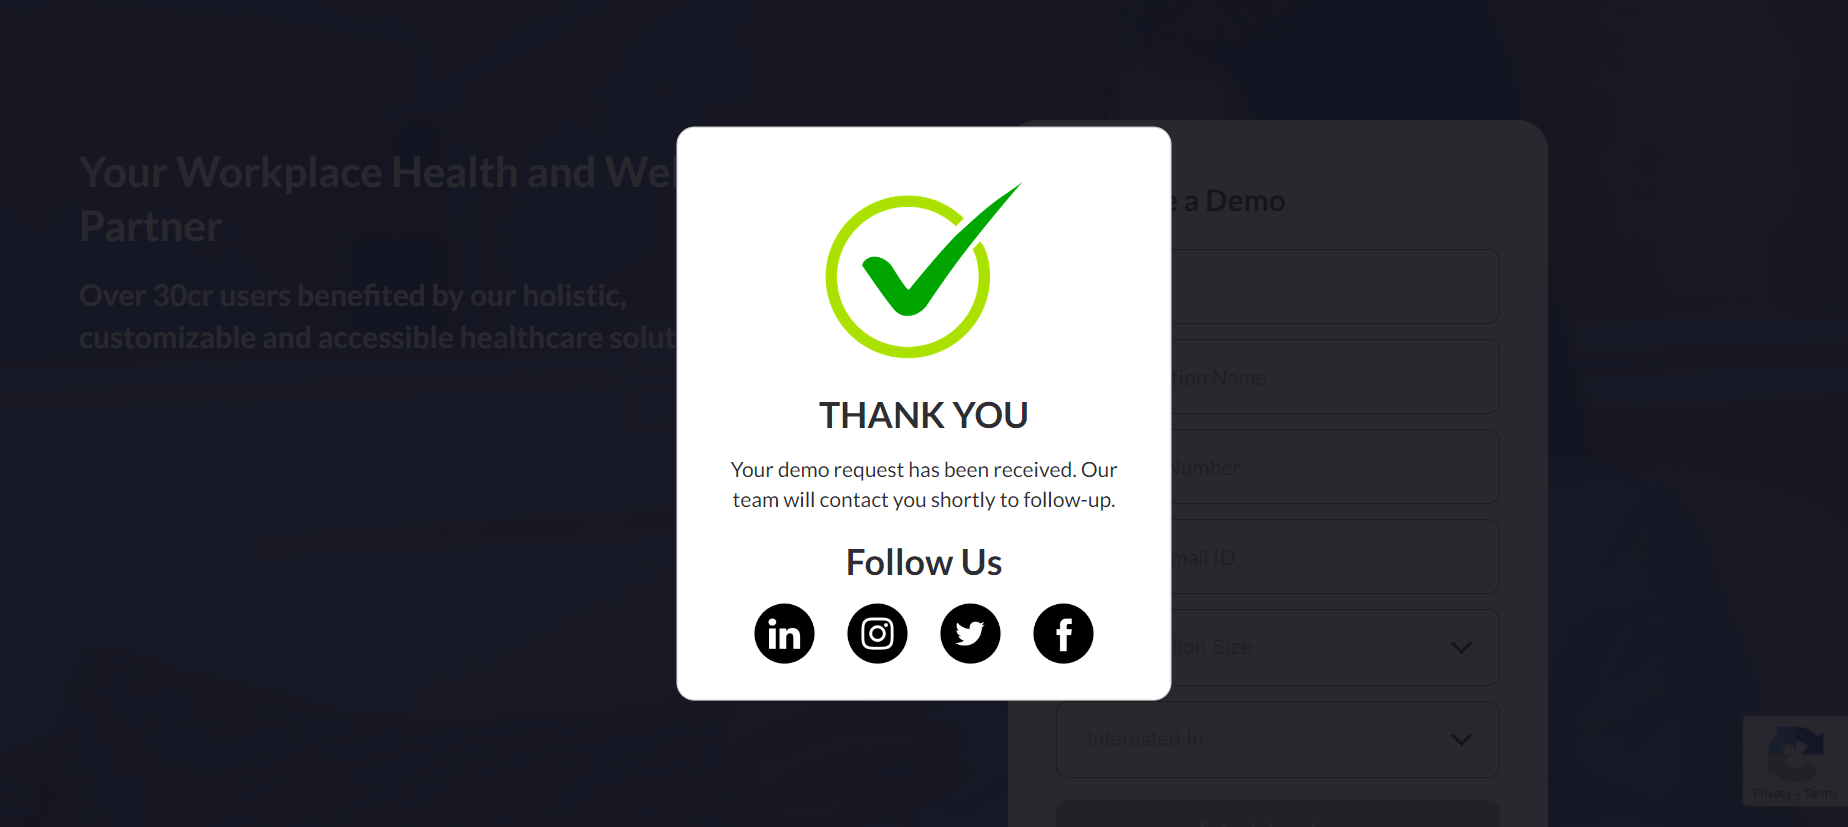 Your Workplace Health and Wel
Partner
Over 30cr users benefited by our holistic,
customizable and accessible healthcare solut
THANK YOU
Your demo request has been received. Our
team will contact you shortly to follow-up.
Follow Us
in
f
e a Demo
tion Name
Number
mail ID
tion Size
Interested In
Privacy - Terms